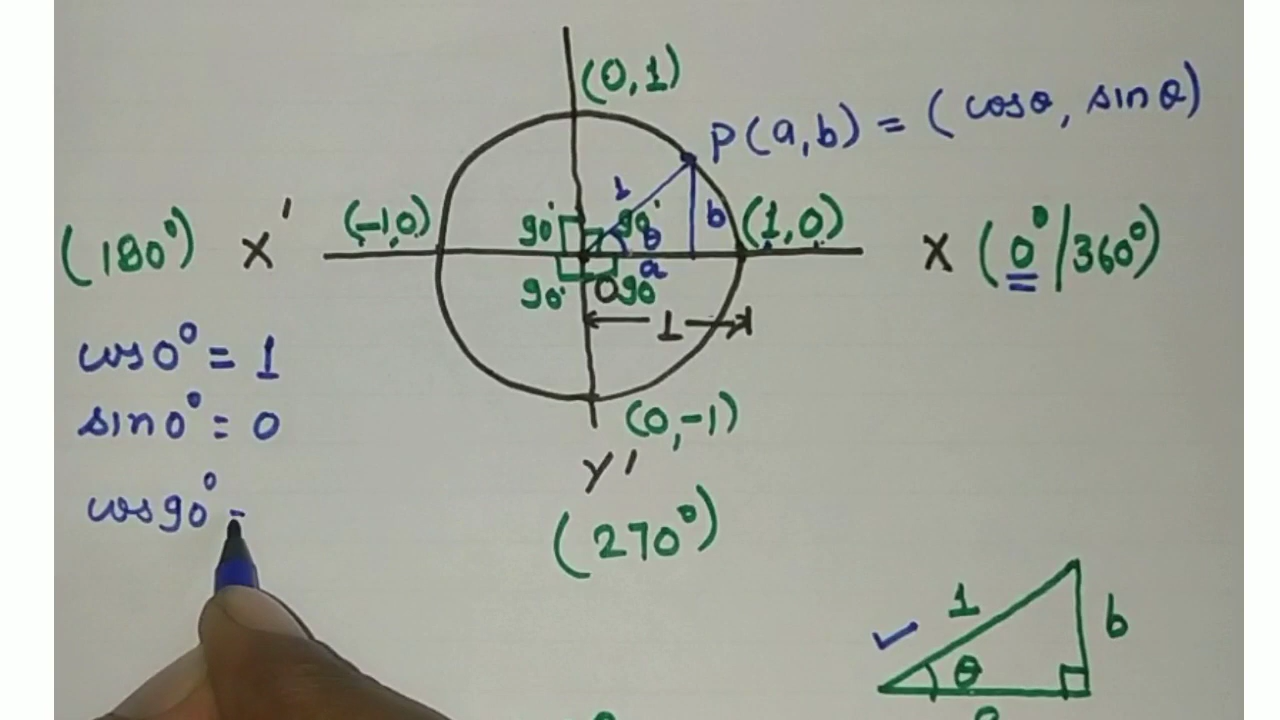 (0,1)
P(a,b) = (cosθ, sinθ)
(180°) X' (-1,0) (1,0) X (0°/360°)
90° 90°
1
θ
b
a
90° O 90°
1
cos0° = 1
sin0° = 0
(0,-1)
Y'
cos90° =
(270°)
1
b
θ